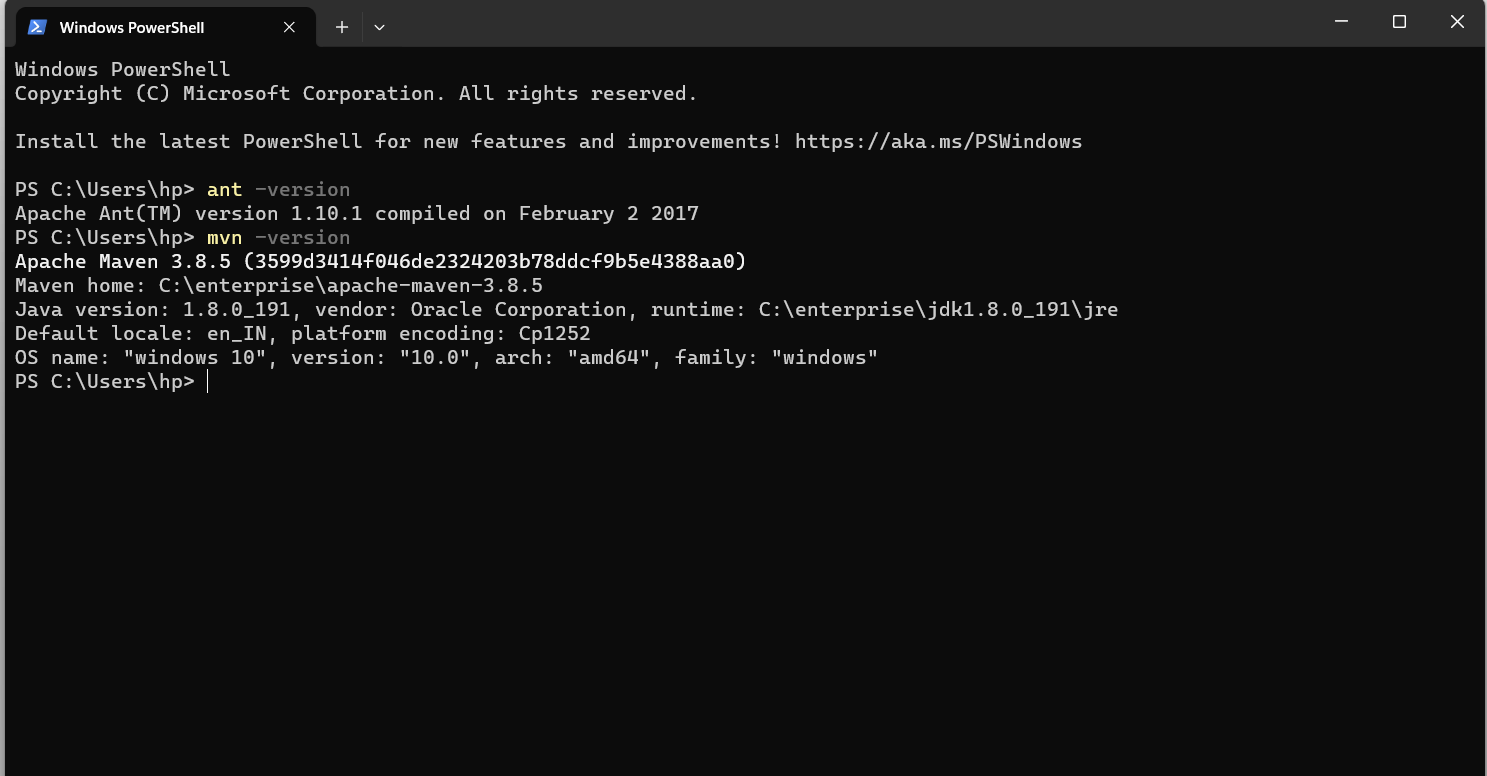 Windows PowerShell
Windows PowerShell
Copyright (C) Microsoft Corporation. All rights reserved.
Install the latest PowerShell for new features and improvements! https://aka.ms/PSWindows
PS C:\Users\hp> ant -version
Apache Ant(TM) version 1.10.1 compiled on February 2 2017
PS C:\Users\hp> mvn -version
Apache Maven 3.8.5 (3599d3414f046de2324203b78ddcf9b5e4388aa0)
Maven home: C:\enterprise\apache-maven-3.8.5
Java version: 1.8.0_191, vendor: Oracle Corporation, runtime: C:\enterprise\jdk1.8.0_191\jre
Default locale: en_IN, platform encoding: Cp1252
OS name: "windows 10", version: "10.0", arch: "amd64", family: "windows"
PS C:\Users\hp>